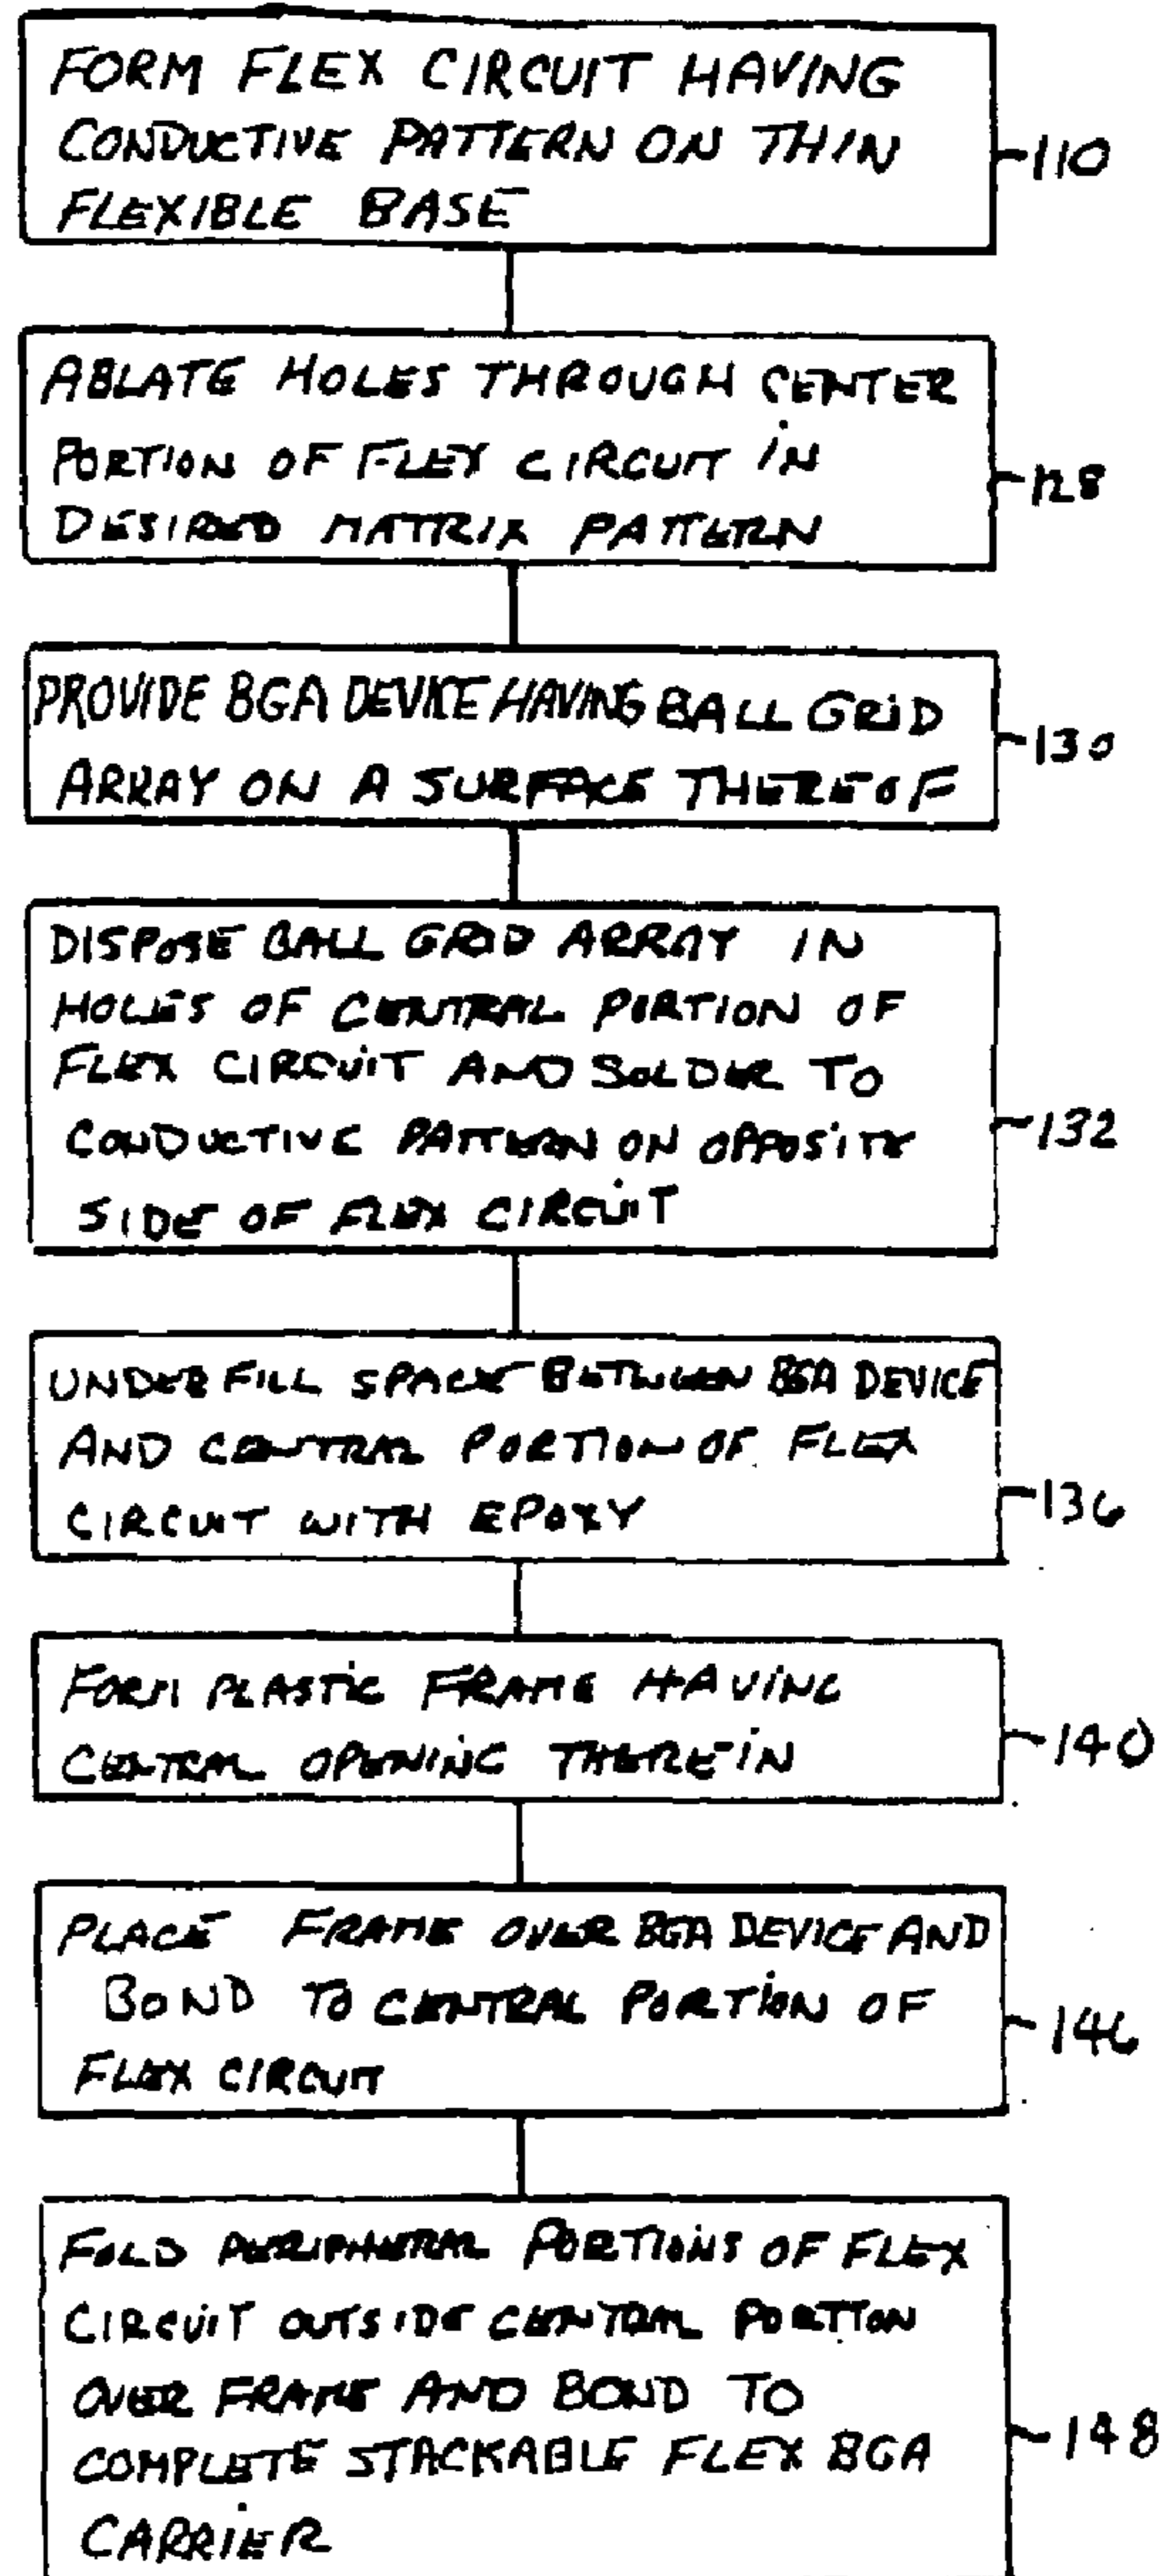 FORM FLEX CIRCUIT HAVING
CONDUCTIVE PATTERN ON THIN
FLEXIBLE BASE
110
ABLATE HOLES THROUGH CENTER
PORTION OF FLEX CIRCUIT IN
DESIRED MATRIX PATTERN
128
PROVIDE BGA DEVICE HAVING BALL GRID
ARRAY ON A SURFACE THEREOF
130
DISPOSE BALL GRID ARRAY IN
HOLES OF CENTRAL PORTION OF
FLEX CIRCUIT AND SOLDER TO
CONDUCTIVE PATTERN ON OPPOSITE
SIDE OF FLEX CIRCUIT
132
UNDERFILL SPACE BETWEEN BGA DEVICE
AND CENTRAL PORTION OF FLEX
CIRCUIT WITH EPOXY
136
FORM PLASTIC FRAME HAVING
CENTRAL OPENING THEREIN
140
PLACE FRAME OVER BGA DEVICE AND
BOND TO CENTRAL PORTION OF
FLEX CIRCUIT
146
FOLD PERIPHERAL PORTIONS OF FLEX
CIRCUIT OUTSIDE CENTRAL PORTION
OVER FRAME AND BOND TO
COMPLETE STACKABLE FLEX BGA
CARRIER
148